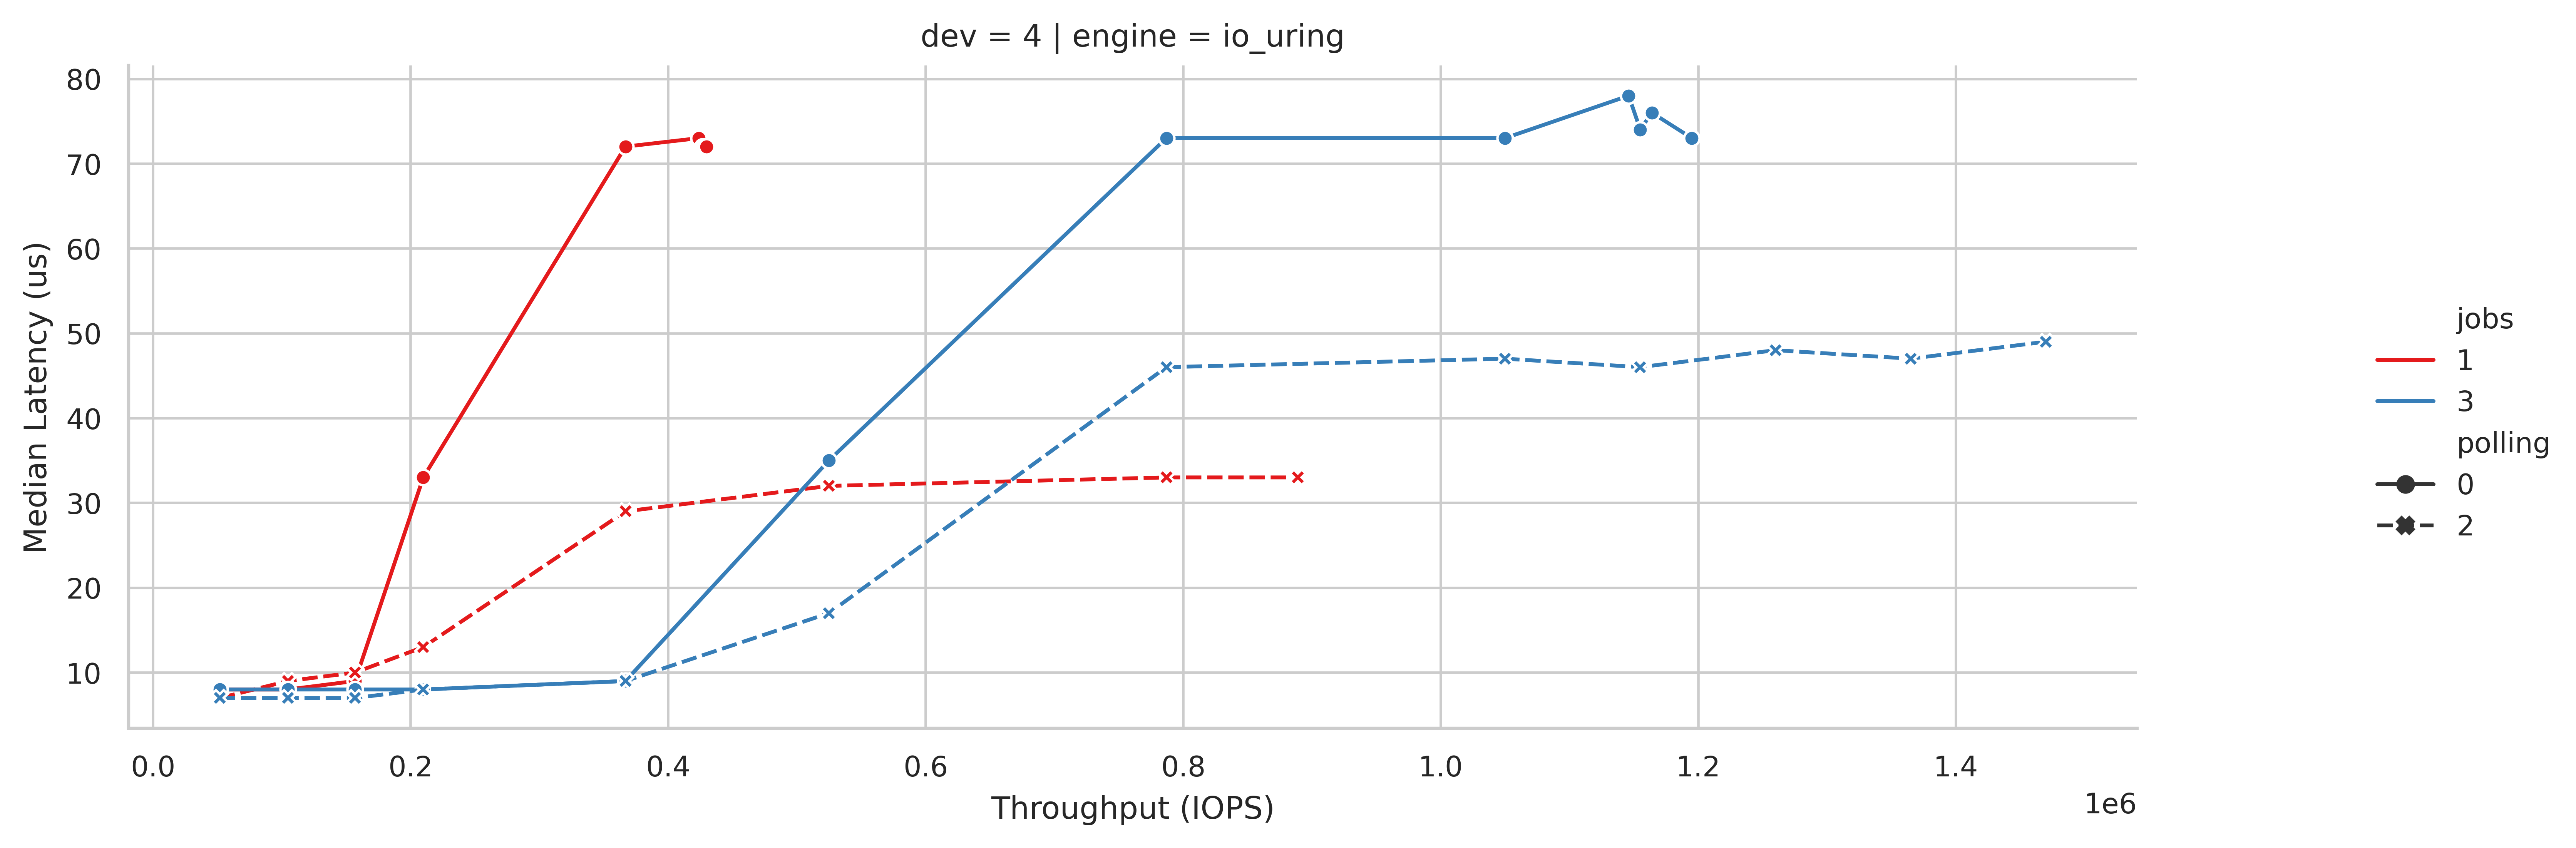 dev = 4 | engine = io_uring
80
70
60
50
40
30
20
10
Median Latency (us)
0.0 0.2 0.4 0.6 0.8 1.0 1.2 1.4
1e6
Throughput (IOPS)
jobs
1
3
polling
0
2